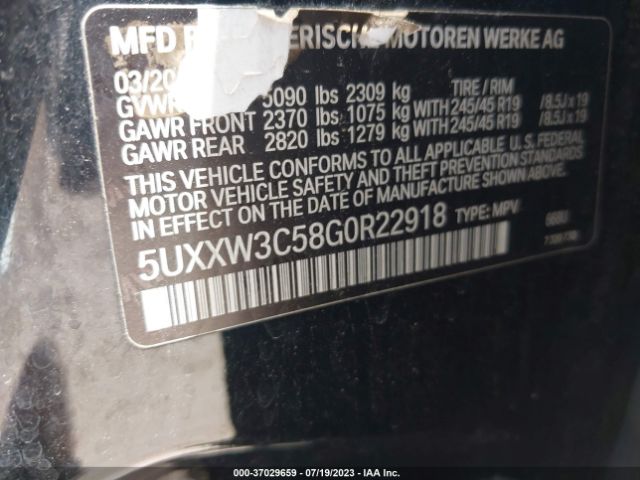 MFD B ERISCHE MOTOREN WERKE AG
03/20
GVWR 5090 lbs 2309 kg TIRE / RIM
GAWR FRONT 2370 lbs 1075 kg WITH 245/45 R19 /8.5J x 19
GAWR REAR 2820 lbs 1279 kg WITH 245/45 R19 /8.5J x 19
THIS VEHICLE CONFORMS TO ALL APPLICABLE U. S. FEDERAL
MOTOR VEHICLE SAFETY AND THEFT PREVENTION STANDARDS
IN EFFECT ON THE DATE OF MANUFACTURE SHOWN ABOVE.
5UXXW3C58G0R22918 TYPE: MPV
000-37029659 - 07/19/2023 - IAA Inc.